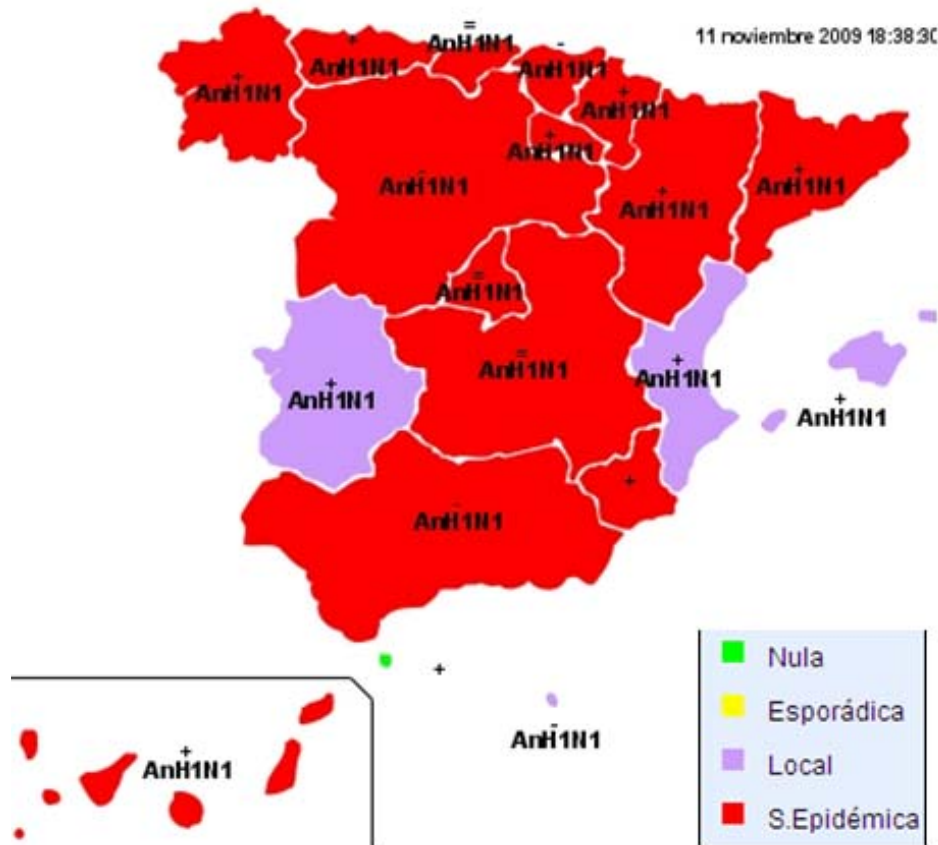 =
AnH1N1
11 noviembre 2009 18:38:30
+
AnH1N1
-
AnH1N1
+
AnH1N1
+
AnH1N1
+
AnH1N1
-
AnH1N1
+
AnH1N1
+
AnH1N1
=
AnH1N1
=
AnH1N1
+
AnH1N1
+
AnH1N1
+
AnH1N1
+
-
AnH1N1
+
-
AnH1N1
+
AnH1N1
Nula
Esporádica
Local
S.Epidémica